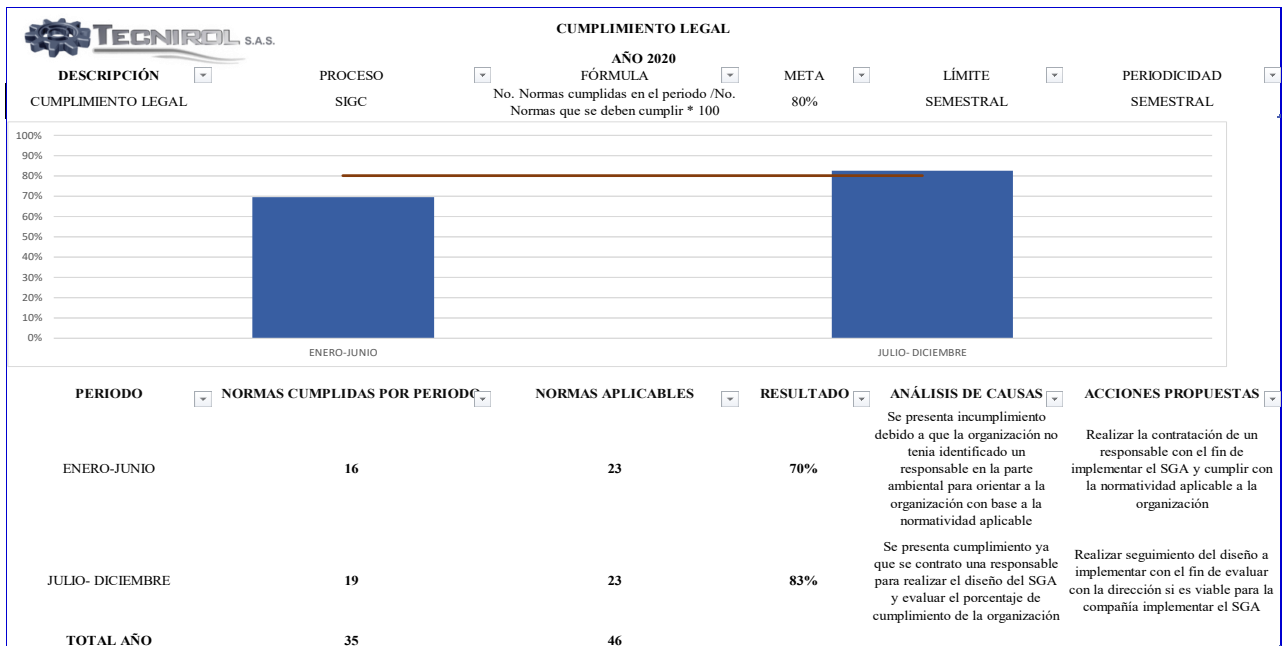 TECNIROL S.A.S.
CUMPLIMIENTO LEGAL
AÑO 2020
DESCRIPCIÓN PROCESO FÓRMULA META LÍMITE PERIODICIDAD
CUMPLIMIENTO LEGAL SIGC No. Normas cumplidas en el periodo /No. 80% SEMESTRAL SEMESTRAL
Normas que se deben cumplir * 100
100%
90%
80%
70%
60%
50%
40%
30%
20%
10%
0%
ENERO-JUNIO JULIO- DICIEMBRE
PERIODO NORMAS CUMPLIDAS POR PERIODO NORMAS APLICABLES RESULTADO ANÁLISIS DE CAUSAS ACCIONES PROPUESTAS
ENERO-JUNIO 16 23 70%
Se presenta incumplimiento
debido a que la organización no
tenia identificado un
responsable en la parte
ambiental para orientar a la
organización con base a la
normatividad aplicable
Realizar la contratación de un
responsable con el fin de
implementar el SGA y cumplir con
la normatividad aplicable a la
organización
JULIO- DICIEMBRE 19 23 83%
Se presenta cumplimiento ya
que se contrato una responsable
para realizar el diseño del SGA
y evaluar el porcentaje de
cumplimiento de la organización
Realizar seguimiento del diseño a
implementar con el fin de evaluar
con la dirección si es viable para la
compañía implementar el SGA
TOTAL AÑO 35 46